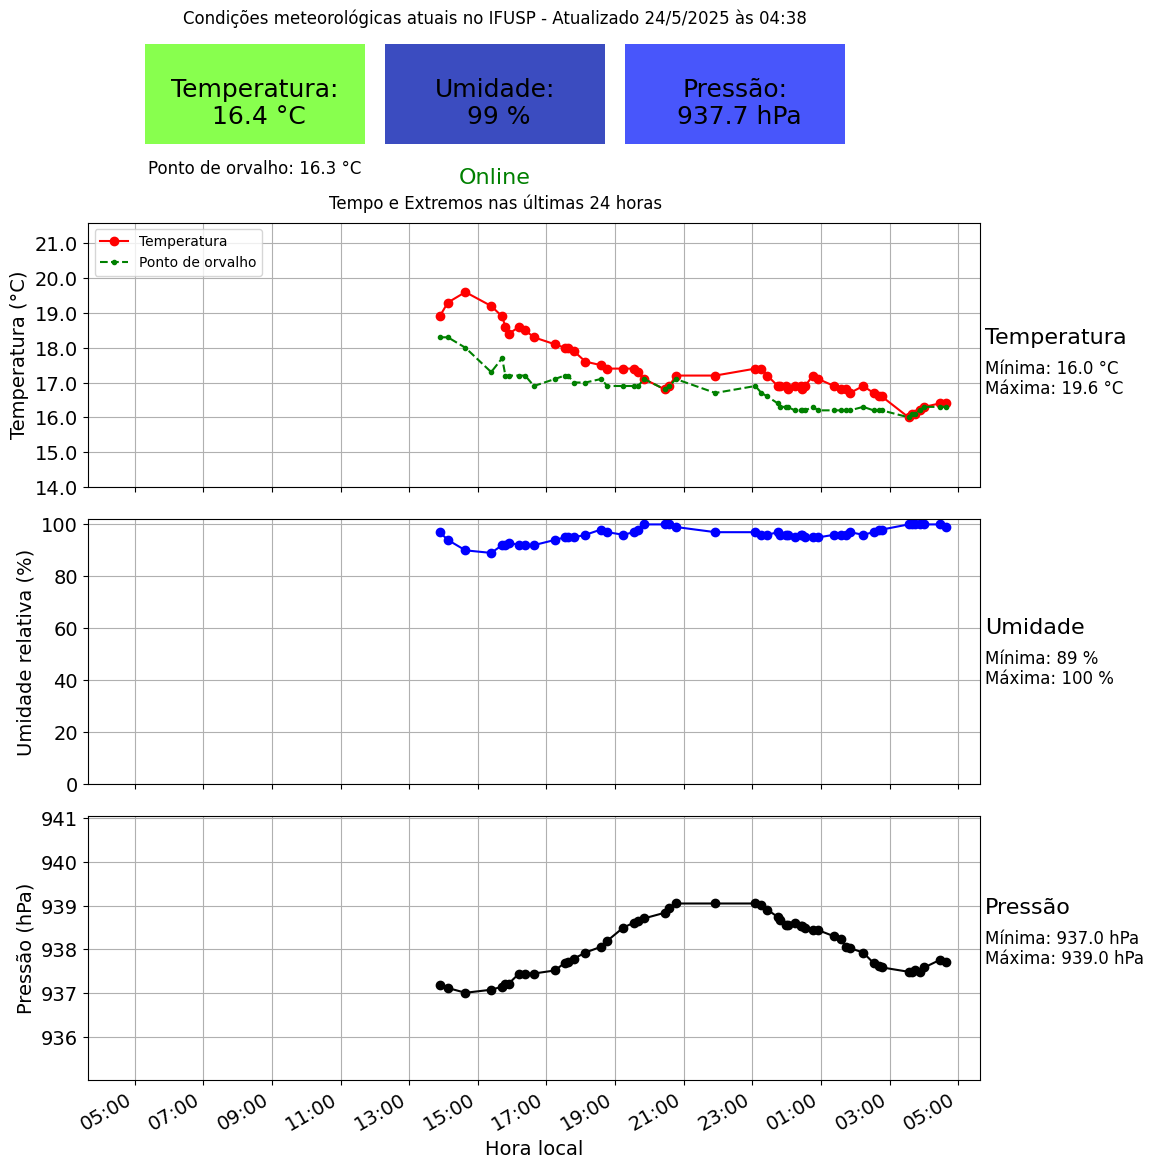 Condições meteorológicas atuais no IFUSP - Atualizado 24/5/2025 às 04:38
Temperatura:
16.4 °C
Umidade:
99 %
Pressão:
937.7 hPa
Ponto de orvalho: 16.3 °C
Online
Tempo e Extremos nas últimas 24 horas
Temperatura
Ponto de orvalho
Temperatura (°C)
21.0
20.0
19.0
18.0
17.0
16.0
15.0
14.0
Temperatura
Mínima: 16.0 °C
Máxima: 19.6 °C
Umidade relativa (%)
100
80
60
40
20
0
Umidade
Mínima: 89 %
Máxima: 100 %
Pressão (hPa)
941
940
939
938
937
936
Pressão
Mínima: 937.0 hPa
Máxima: 939.0 hPa
05:00 07:00 09:00 11:00 13:00 15:00 17:00 19:00 21:00 23:00 01:00 03:00 05:00
Hora local